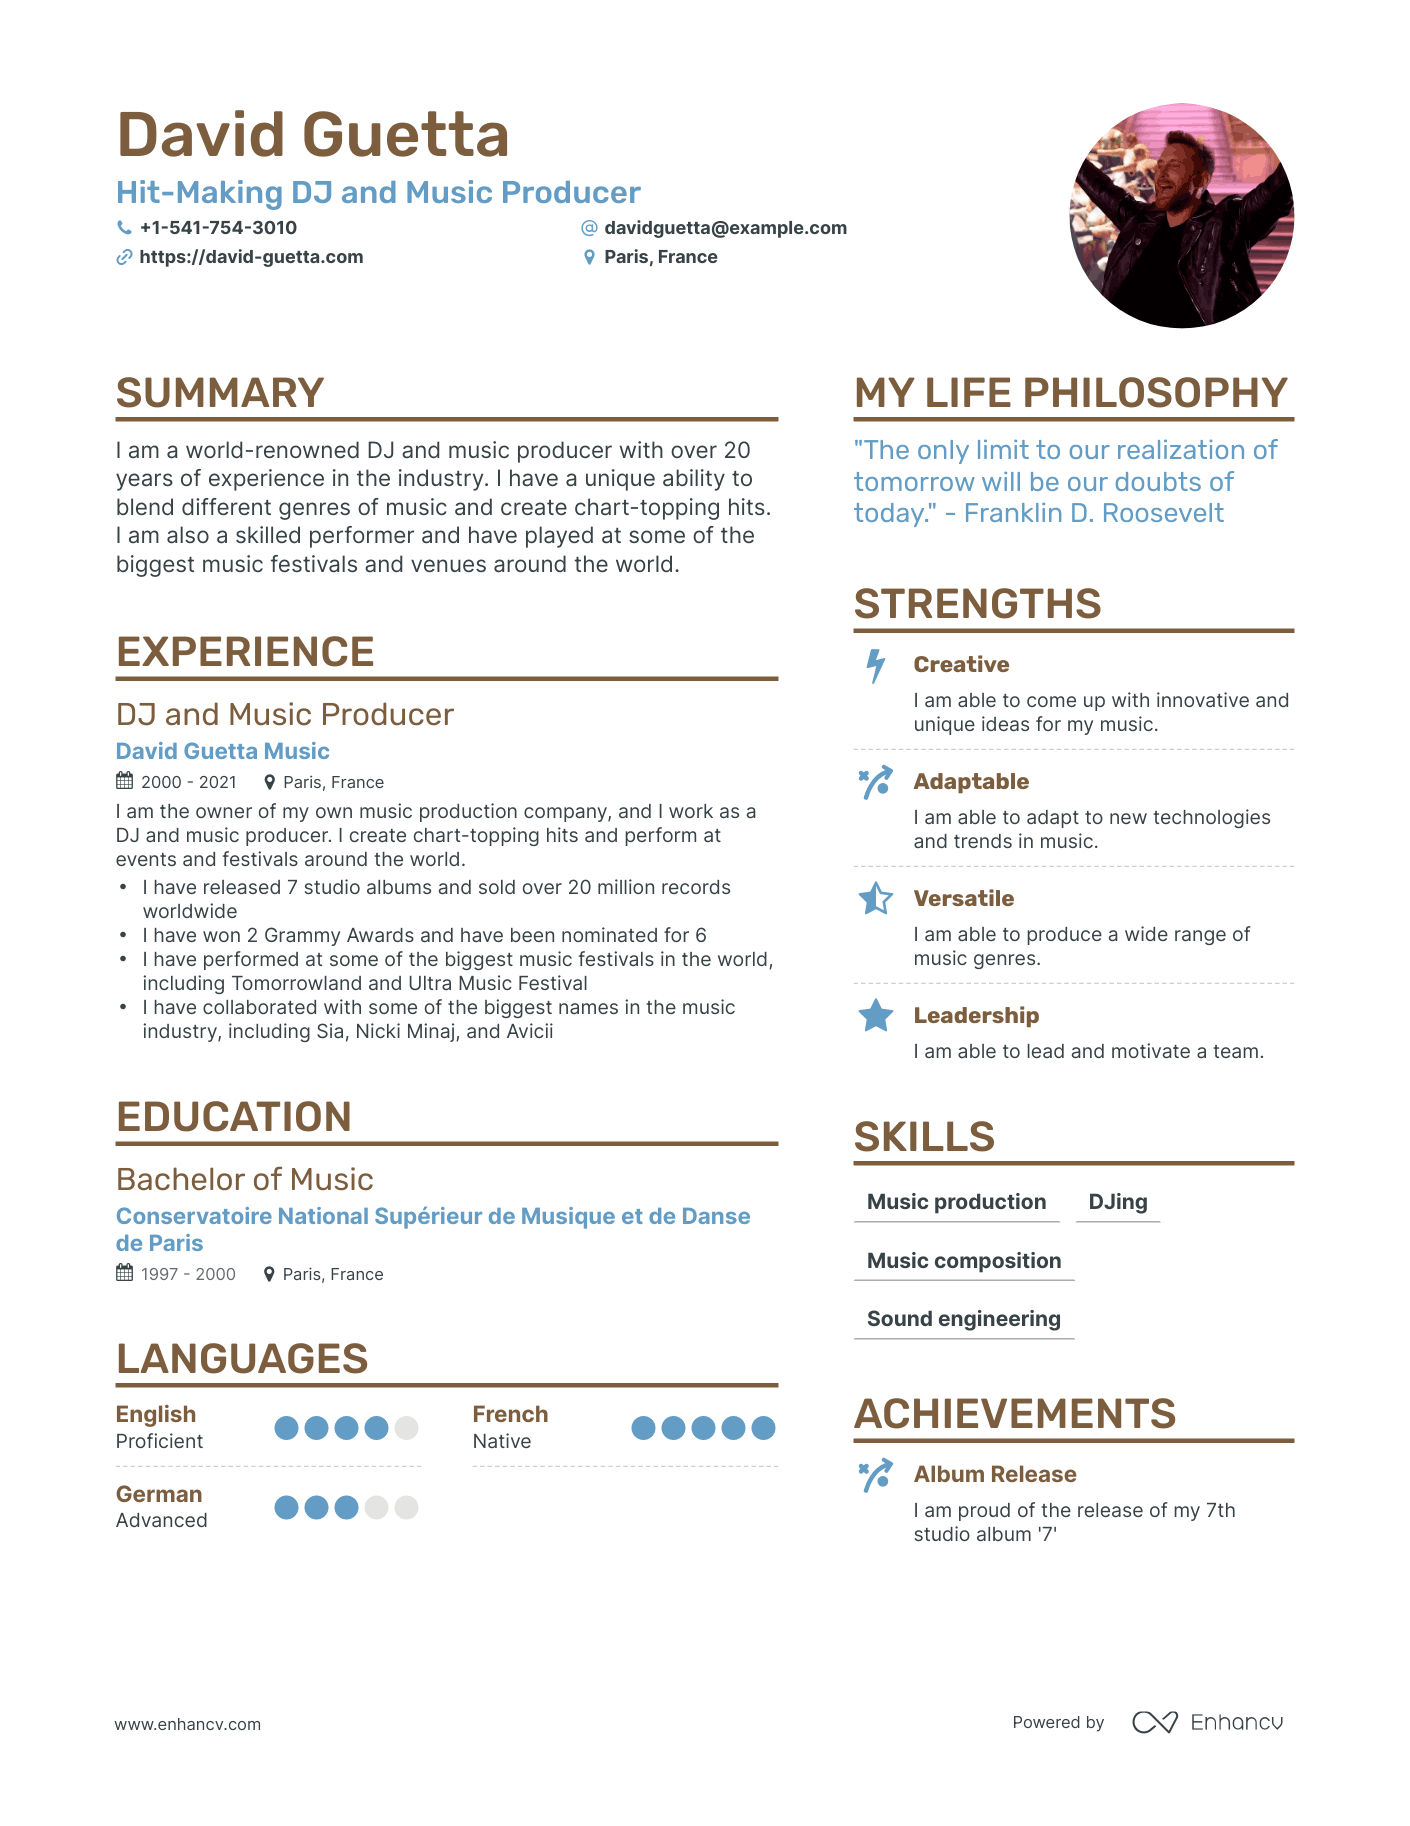 David Guetta
Hit-Making DJ and Music Producer
+1-541-754-3010
davidguetta@example.com
https://david-guetta.com
Paris, France
SUMMARY
I am a world-renowned DJ and music producer with over 20
years of experience in the industry. I have a unique ability to
blend different genres of music and create chart-topping hits.
I am also a skilled performer and have played at some of the
biggest music festivals and venues around the world.
EXPERIENCE
DJ and Music Producer
David Guetta Music
2000 - 2021
Paris, France
I am the owner of my own music production company, and I work as a
DJ and music producer. I create chart-topping hits and perform at
events and festivals around the world.
• I have released 7 studio albums and sold over 20 million records
worldwide
• I have won 2 Grammy Awards and have been nominated for 6
• I have performed at some of the biggest music festivals in the world,
including Tomorrowland and Ultra Music Festival
• I have collaborated with some of the biggest names in the music
industry, including Sia, Nicki Minaj, and Avicii
EDUCATION
Bachelor of Music
Conservatoire National Supérieur de Musique et de Danse
de Paris
1997 - 2000
Paris, France
LANGUAGES
English
Proficient
French
Native
German
Advanced
MY LIFE PHILOSOPHY
"The only limit to our realization of
tomorrow will be our doubts of
today." - Franklin D. Roosevelt
STRENGTHS
Creative
I am able to come up with innovative and
unique ideas for my music.
Adaptable
I am able to adapt to new technologies
and trends in music.
Versatile
I am able to produce a wide range of
music genres.
Leadership
I am able to lead and motivate a team.
SKILLS
Music production
DJing
Music composition
Sound engineering
ACHIEVEMENTS
Album Release
I am proud of the release of my 7th
studio album '7'
www.enhancv.com
Powered by
Enhancv